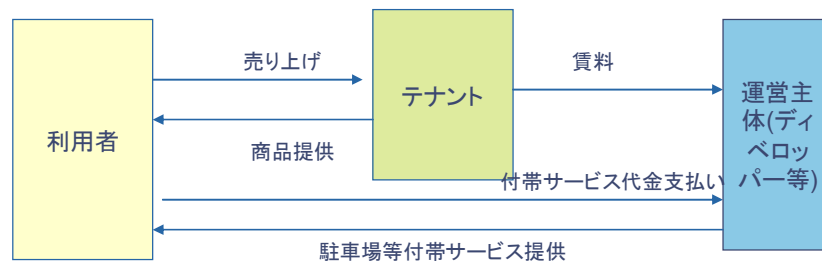 売り上げ
賃料
テナント
利用者
運営主
体(ディ
ベロッ
パー等)
商品提供
付帯サービス代金支払い
駐車場等付帯サービス提供